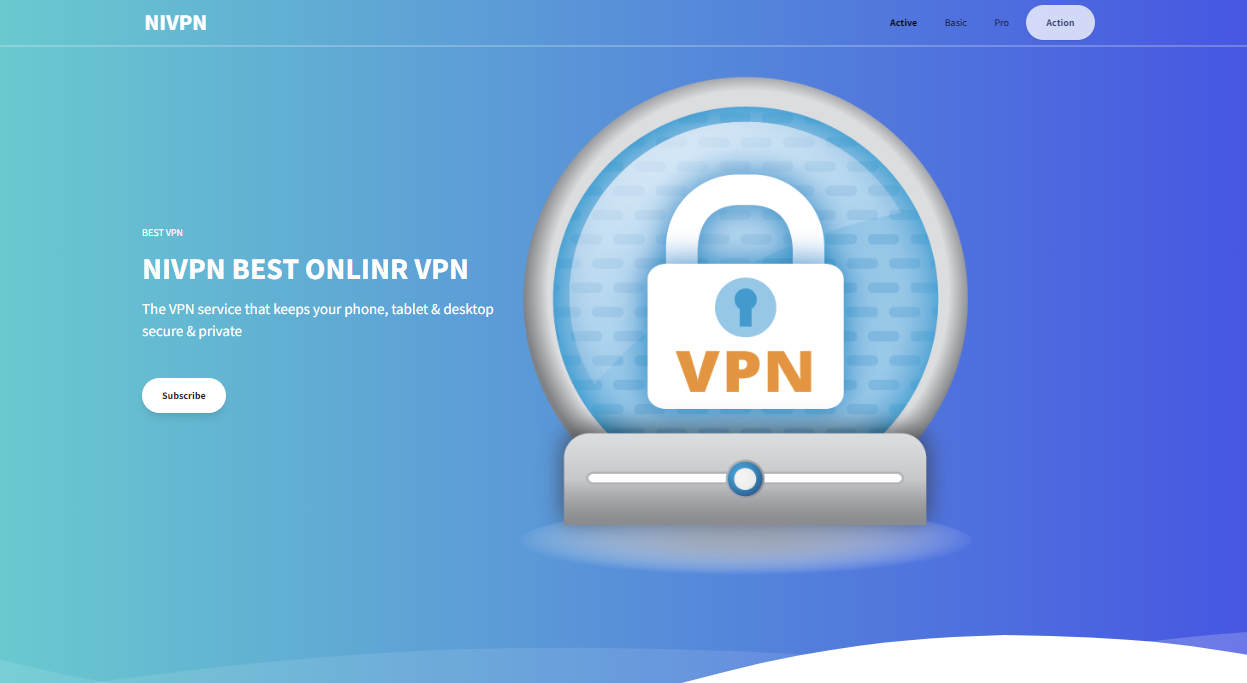 NIVPN
Active Basic Pro Action
BEST VPN
NIVPN BEST ONLINR VPN
The VPN service that keeps your phone, tablet & desktop
secure & private
Subscribe
VPN